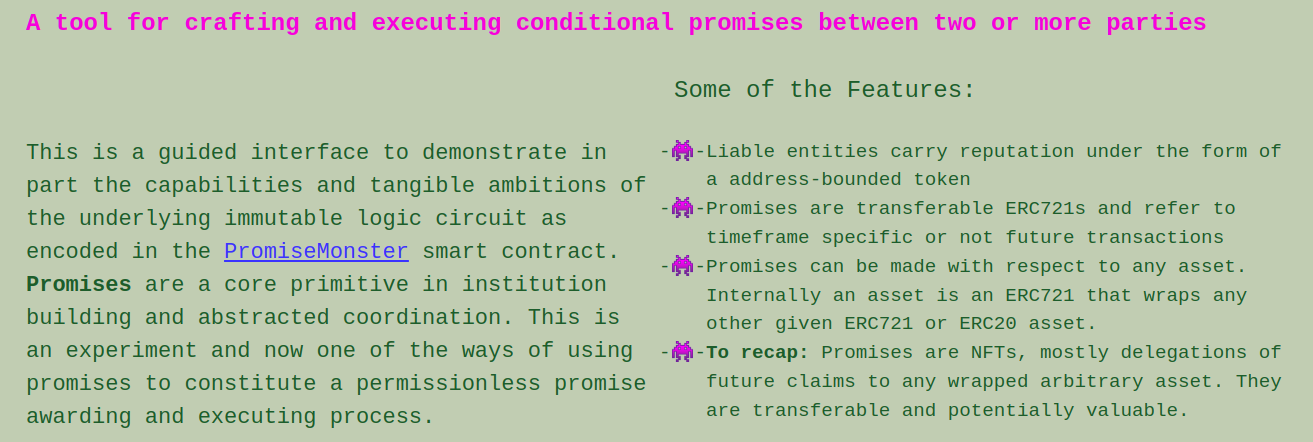 A tool for crafting and executing conditional promises between two or more parties
This is a guided interface to demonstrate in
part the capabilities and tangible ambitions of
the underlying immutable logic circuit as
encoded in the PromiseMonster smart contract.
Promises are a core primitive in institution
building and abstracted coordination. This is
an experiment and now one of the ways of using
promises to constitute a permissionless promise
awarding and executing process.
Some of the Features:
-👾-Liable entities carry reputation under the form of
a address-bounded token
-👾-Promises are transferable ERC721s and refer to
timeframe specific or not future transactions
-👾-Promises can be made with respect to any asset.
Internally an asset is an ERC721 that wraps any
other given ERC721 or ERC20 asset.
-👾-To recap: Promises are NFTs, mostly delegations of
future claims to any wrapped arbitrary asset. They
are transferable and potentially valuable.